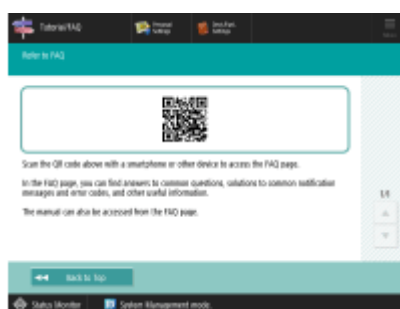 Tutorial/FAQ
Personal
Settings
Dest./Fwd.
Settings
Menu
Refer to FAQ
Scan the QR code above with a smartphone or other device to access the FAQ page.
In the FAQ page, you can find answers to common questions, solutions to common notification
messages and error codes, and other useful information.
The manual can also be accessed from the FAQ page.
1/1
Back to Top
Status Monitor
System Management mode.